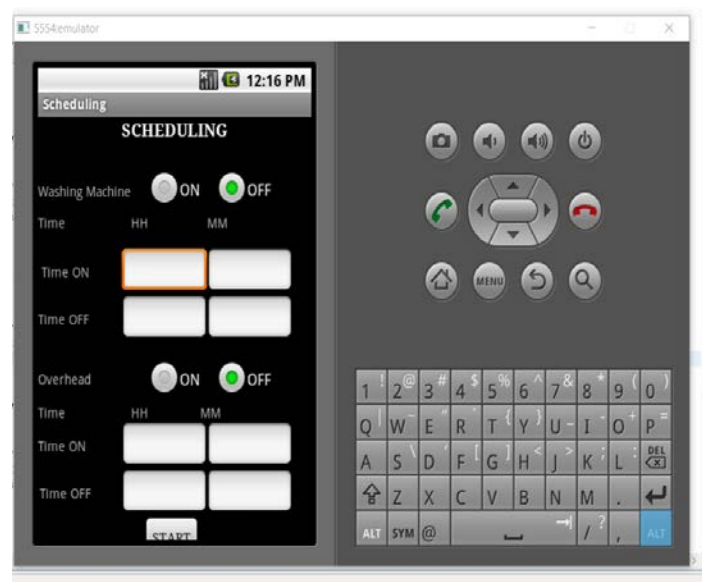 5554:emulator
12:16 PM
Scheduling
SCHEDULING
Washing Machine ON OFF
Time HH MM
Time ON
Time OFF
Overhead ON OFF
Time HH MM
Time ON
Time OFF
START
MENU
1 ! 2 @ 3 # 4 $ 5 % 6 ^ 7 & 8 * 9 ( 0 )
Q | W ~ E " R ` T { Y } U - I - O + P =
A S \ D ' F [ G ] H < J > K ; L : DEL
Z X C V B N M .
ALT SYM @ / ? , ALT